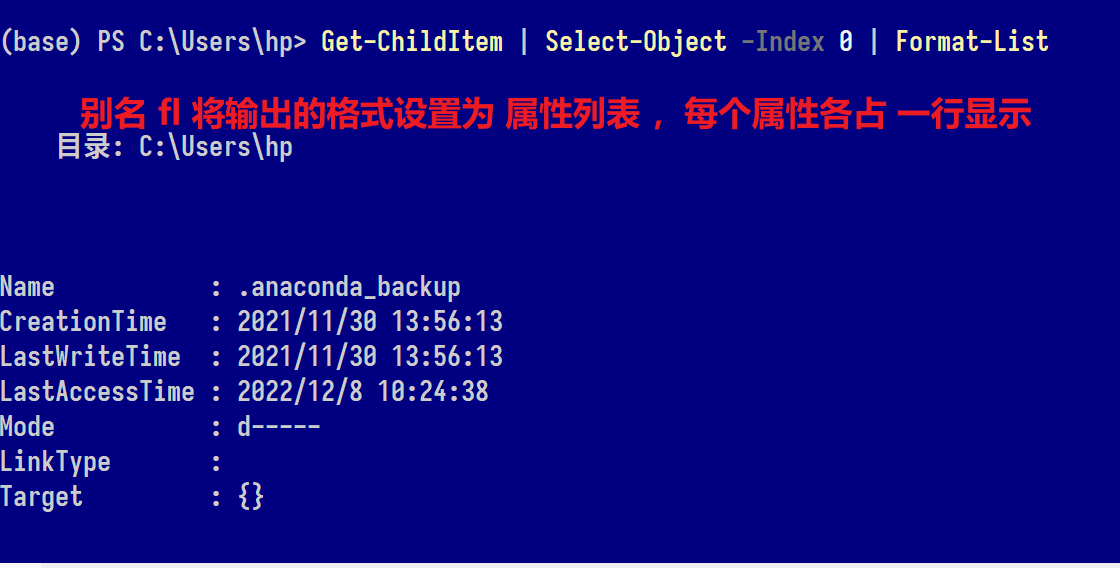 (base) PS C:\Users\hp> Get-ChildItem | Select-Object -Index 0 | Format-List
别名 fl 将输出的格式设置为 属性列表 ，每个属性各占 一行显示
目录: C:\Users\hp
Name           : .anaconda_backup
CreationTime   : 2021/11/30 13:56:13
LastWriteTime  : 2021/11/30 13:56:13
LastAccessTime : 2022/12/8 10:24:38
Mode           : d-----
LinkType       :
Target         : {}